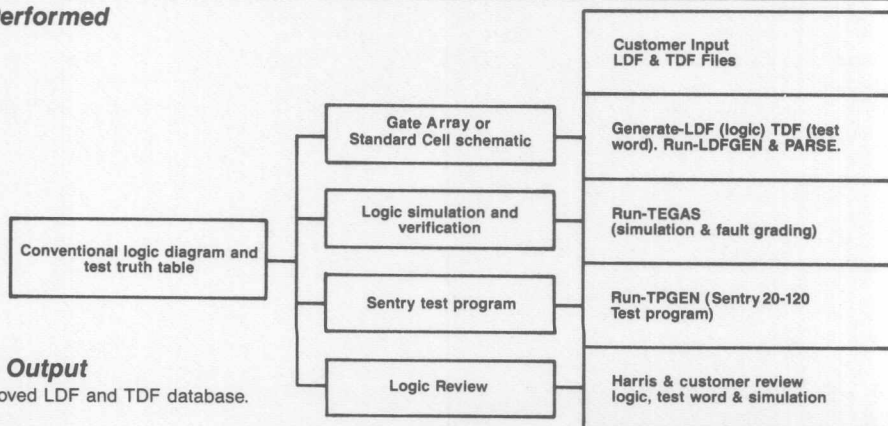 Customer Input
LDF & TDF Files
Gate Array or
Standard Cell schematic
Generate-LDF (logic) TDF (test
word). Run-LDFGEN & PARSE.
Logic simulation and
verification
Run-TEGAS
(simulation & fault grading)
Conventional logic diagram and
test truth table
Sentry test program
Run-TPGEN (Sentry 20-120
Test program)
Output
LDF and TDF database.
Logic Review
Harris & customer review
logic, test word & simulation